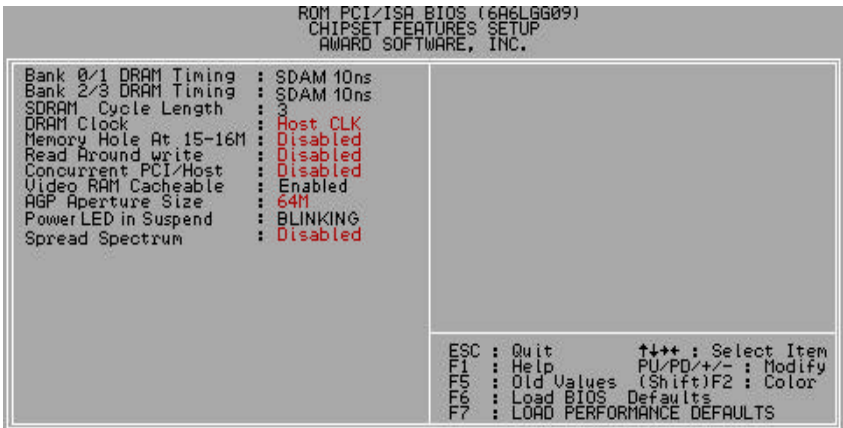 ROM PCI/ISA BIOS (6A6LGG09)
CHIPSET FEATURES SETUP
AWARD SOFTWARE, INC.
Bank 0/1 DRAM Timing : SDAM 10ns
Bank 2/3 DRAM Timing : SDAM 10ns
SDRAM Cycle Length : 3
DRAM Clock : Host CLK
Memory Hole At 15-16M : Disabled
Read Around write : Disabled
Concurrent PCI/Host : Disabled
Video RAM Cacheable : Enabled
AGP Aperture Size : 64M
Power LED in Suspend : BLINKING
Spread Spectrum : Disabled
ESC : Quit ↑↓→← : Select Item
F1 : Help PU/PD/+/- : Modify
F5 : Old Values (Shift)F2 : Color
F6 : Load BIOS Defaults
F7 : LOAD PERFORMANCE DEFAULTS